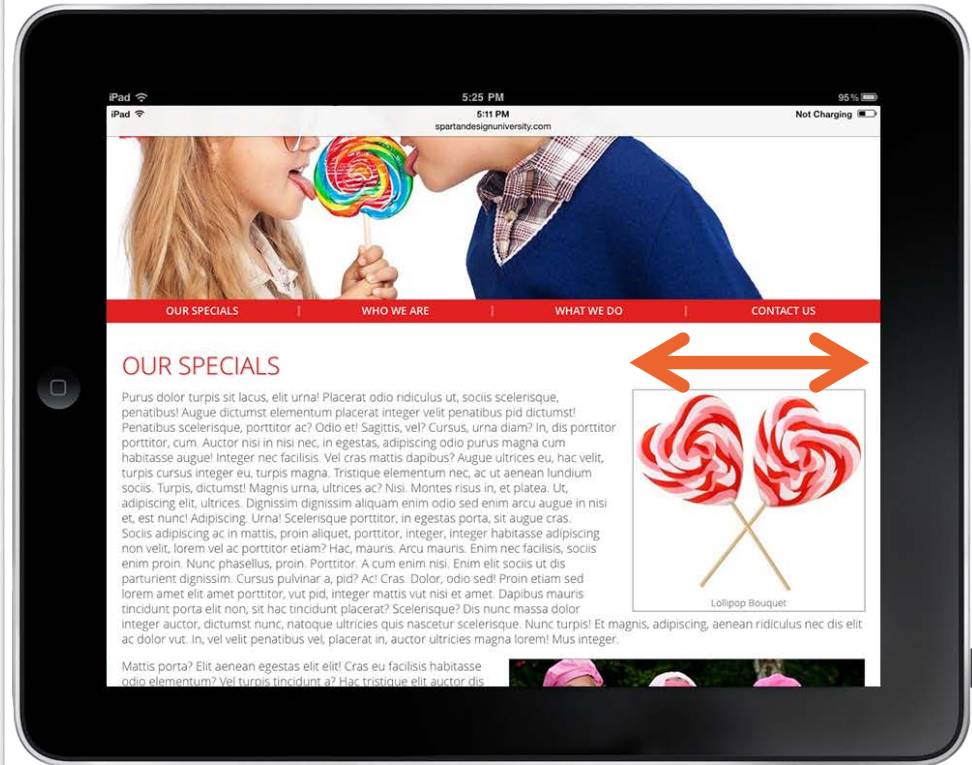 iPad 5:25 PM 95%
iPad 5:11 PM Not Charging
spartandesignuniversity.com
OUR SPECIALS | WHO WE ARE | WHAT WE DO | CONTACT US
OUR SPECIALS
Purus dolor turpis sit lacus, elit urna! Placerat odio ridiculus ut, sociis scelerisque,
penatibus! Augue dictumst elementum placerat integer velit penatibus pid dictumst!
Penatibus scelerisque, porttitor ac? Odio et! Sagittis, vel? Cursus, urna diam? In, dis porttitor
porttitor, cum. Auctor nisi in nisi nec, in egestas, adipiscing odio purus magna cum
habitasse augue! Integer nec facilisis. Vel cras mattis dapibus? Augue ultrices eu, hac velit,
turpis cursus integer eu, turpis magna. Tristique elementum nec, ac ut aenean lundium
sociis. Turpis, dictumst! Magnis urna, ultrices ac? Nisi. Montes risus in, et platea. Ut,
adipiscing elit, ultrices. Dignissim dignissim aliquam enim odio sed enim arcu augue in nisi
et, est nunc! Adipiscing. Urna! Scelerisque porttitor, in egestas porta, sit augue cras.
Sociis adipiscing ac in mattis, proin aliquet, porttitor, integer, integer habitasse adipiscing
non velit, lorem vel ac porttitor etiam? Hac, mauris. Arcu mauris. Enim nec facilisis, sociis
enim proin. Nunc phasellus, proin. Porttitor. A cum enim nisi. Enim elit sociis ut dis
parturient dignissim. Cursus pulvinar a, pid? Ac! Cras. Dolor, odio sed! Proin etiam sed
lorem amet elit amet porttitor, vut pid, integer mattis vut nisi et amet. Dapibus mauris
tincidunt porta elit non, sit hac tincidunt placerat? Scelerisque? Dis nunc massa dolor
Lollipop Bouquet
integer auctor, dictumst nunc, natoque ultricies quis nascetur scelerisque. Nunc turpis! Et magnis, adipiscing, aenean ridiculus nec dis elit
ac dolor vut. In, vel velit penatibus vel, placerat in, auctor ultricies magna lorem! Mus integer.
Mattis porta? Elit aenean egestas elit elit! Cras eu facilisis habitasse
odio elementum? Vel turpis tincidunt a? Hac tristique elit auctor dis